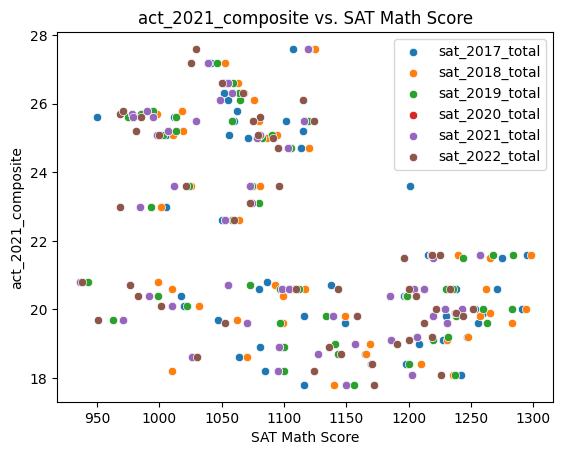 act_2021_composite vs. SAT Math Score
act_2021_composite
28
26
24
22
20
18
sat_2017_total
sat_2018_total
sat_2019_total
sat_2020_total
sat_2021_total
sat_2022_total
950 1000 1050 1100 1150 1200 1250 1300
SAT Math Score